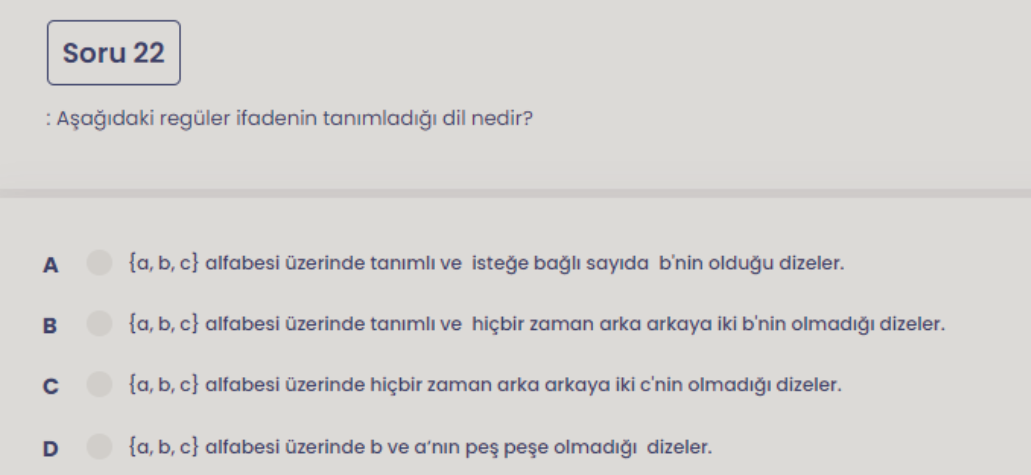 Soru 22
: Aşağıdaki regüler ifadenin tanımladığı dil nedir?
A {a, b, c} alfabesi üzerinde tanımlı ve isteğe bağlı sayıda b'nin olduğu dizeler.
B {a, b, c} alfabesi üzerinde tanımlı ve hiçbir zaman arka arkaya iki b'nin olmadığı dizeler.
C {a, b, c} alfabesi üzerinde hiçbir zaman arka arkaya iki c'nin olmadığı dizeler.
D {a, b, c} alfabesi üzerinde b ve a’nın peş peşe olmadığı dizeler.